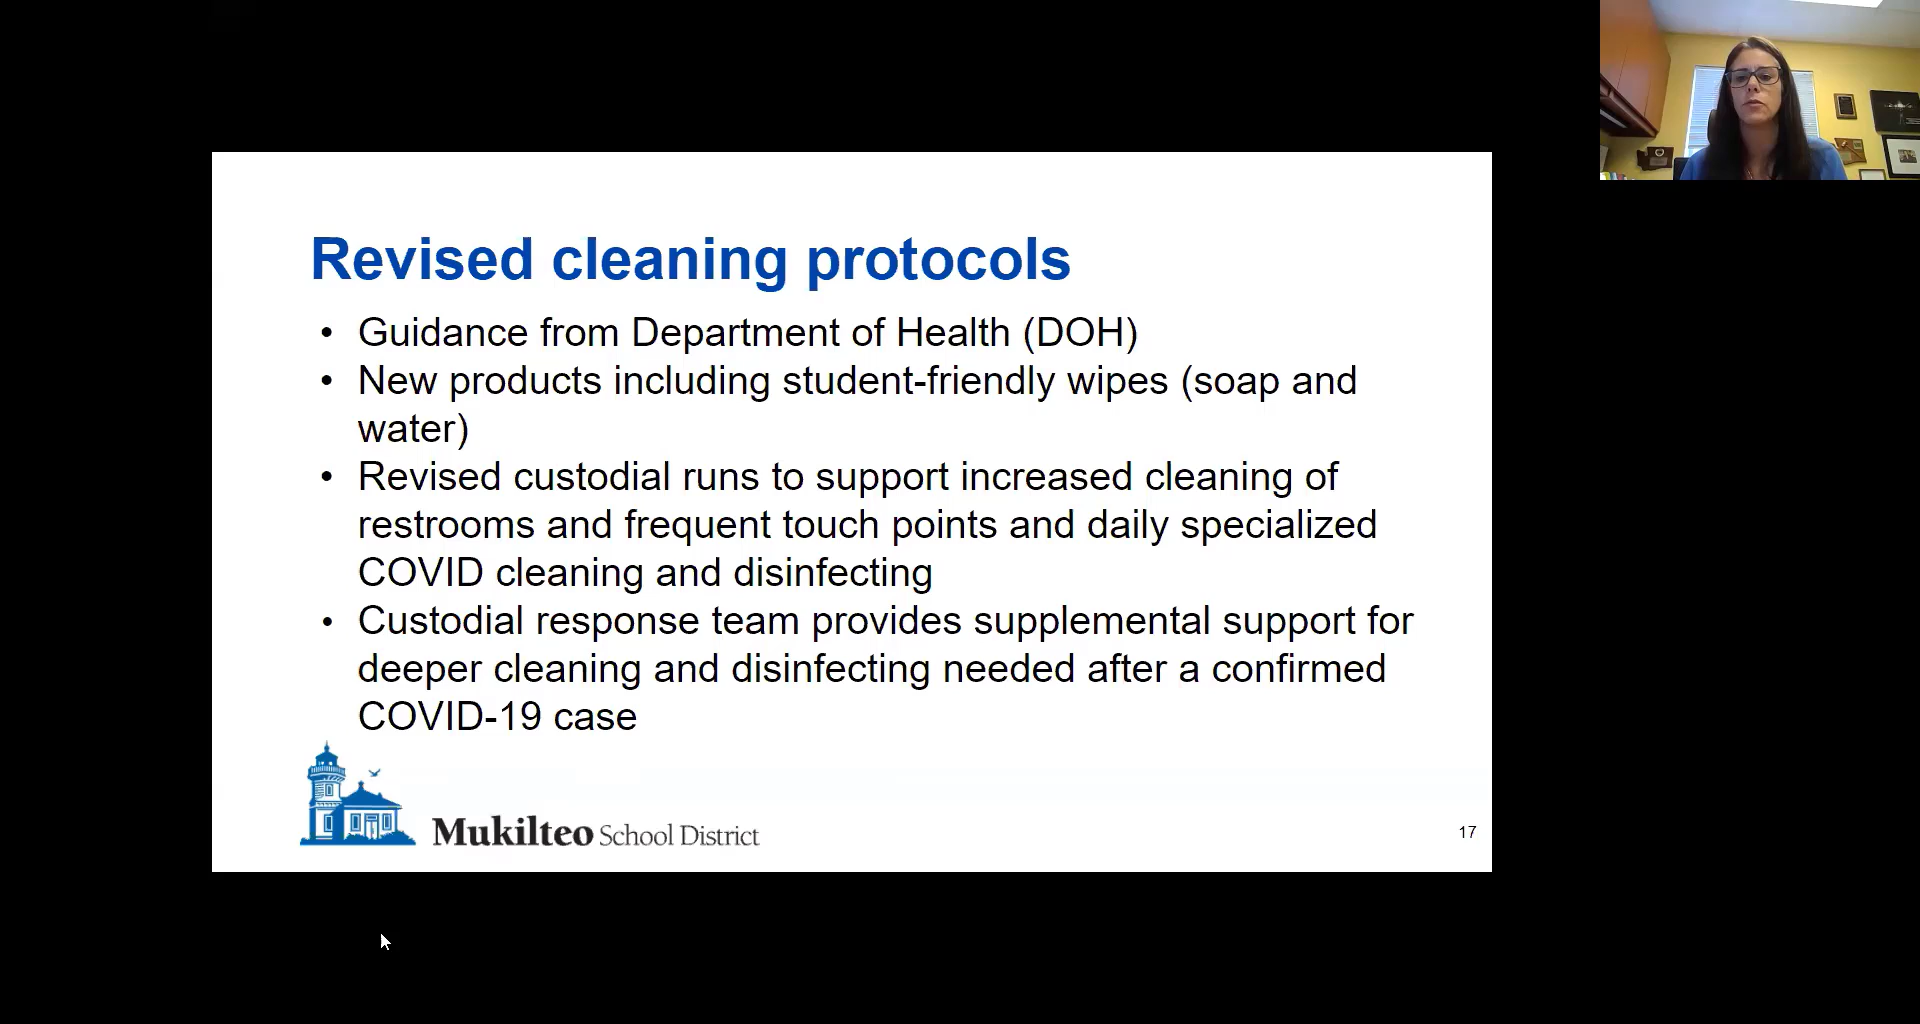 Revised cleaning protocols
• Guidance from Department of Health (DOH)
• New products including student-friendly wipes (soap and
water)
• Revised custodial runs to support increased cleaning of
restrooms and frequent touch points and daily specialized
COVID cleaning and disinfecting
• Custodial response team provides supplemental support for
deeper cleaning and disinfecting needed after a confirmed
COVID-19 case
Mukilteo School District
17